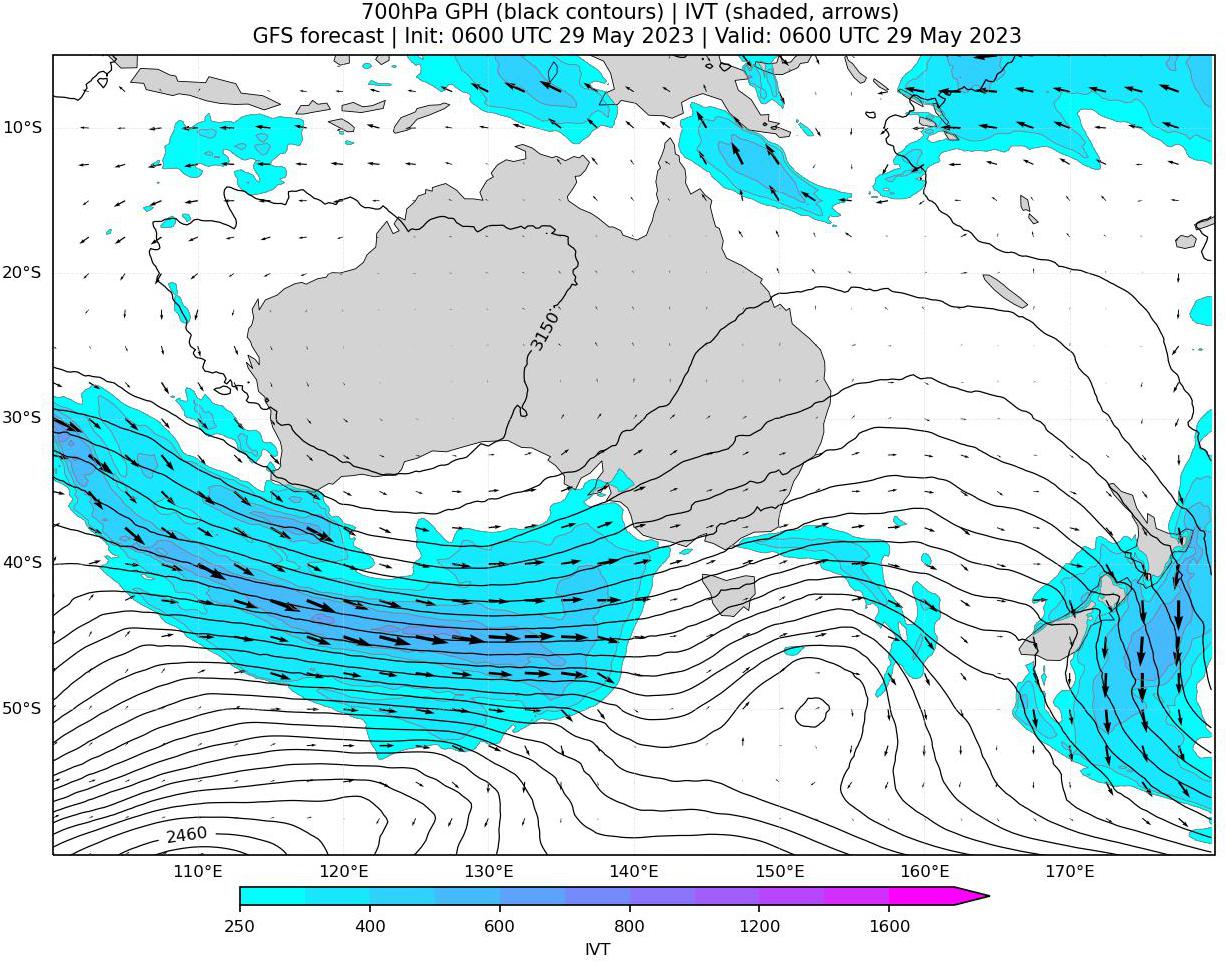 700hPa GPH (black contours) | IVT (shaded, arrows)
GFS forecast | Init: 0600 UTC 29 May 2023 | Valid: 0600 UTC 29 May 2023
10°S
20°S
3150
30°S
40°S
50°S
2460
110°E 120°E 130°E 140°E 150°E 160°E 170°E
250 400 600 800 1200 1600
IVT